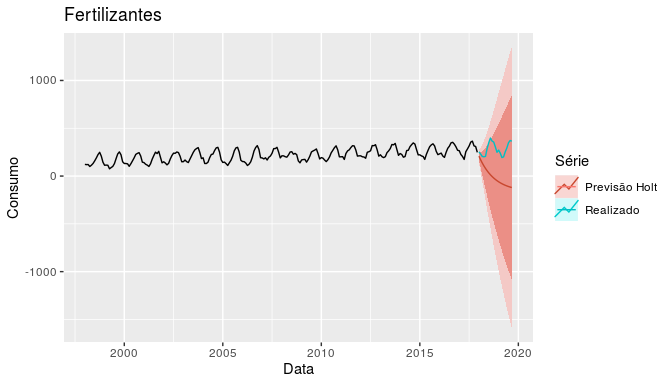 Fertilizantes
Consumo
1000
0
-1000
2000
2005
2010
2015
2020
Data
Série
Previsão Holt
Realizado